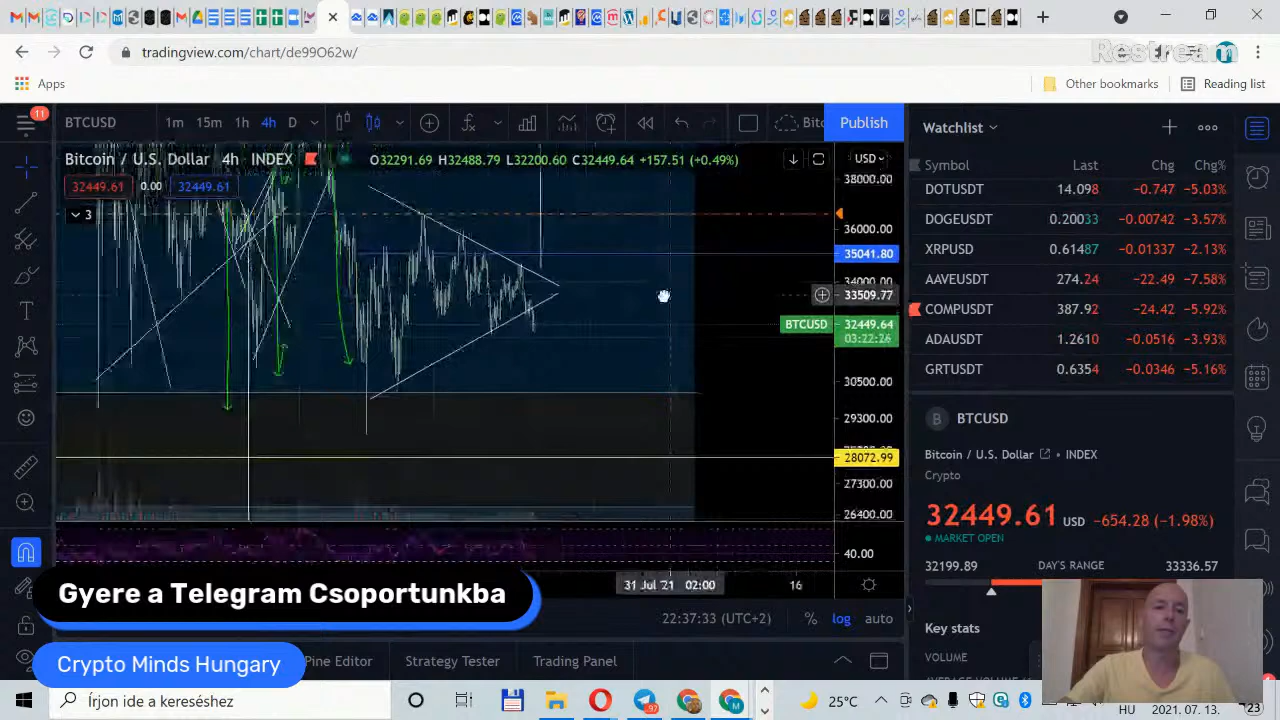 tradingview.com/chart/de99O62w/
Restream
Apps
Other bookmarks
Reading list
11
BTCUSD
1m
15m
1h
4h
D
Publish
Watchlist
Bitcoin / U.S. Dollar 4h INDEX
O32291.69 H32488.79 L32200.60 C32449.64 +157.51 (+0.49%)
USD
32449.61
0.00
32449.61
3
38000.00
36000.00
35041.80
34000.00
33509.77
BTCUSD
32449.64
03:22:26
30500.00
29300.00
28072.99
27300.00
26400.00
40.00
31 Jul '21 02:00
16
22:37:33 (UTC+2)
%
log
auto
Symbol Last Chg Chg%
DOTUSDT 14.098 −0.747 −5.03%
DOGEUSDT 0.20033 −0.00742 −3.57%
XRPUSD 0.61487 −0.01337 −2.13%
AAVEUSDT 274.24 −22.49 −7.58%
COMPUSDT 387.92 −24.42 −5.92%
ADAUSDT 1.2610 −0.0516 −3.93%
GRTUSDT 0.6354 −0.0346 −5.16%
B
BTCUSD
Bitcoin / U.S. Dollar • INDEX
Crypto
32449.61 USD −654.28 (−1.98%)
MARKET OPEN
32199.89 DAY'S RANGE 33336.57
Key stats
VOLUME
Gyere a Telegram Csoportunkba
Crypto Minds Hungary
Pine Editor
Strategy Tester
Trading Panel
Írjon ide a kereséshez
97
25°C
HU
2021. 07. 13.
23